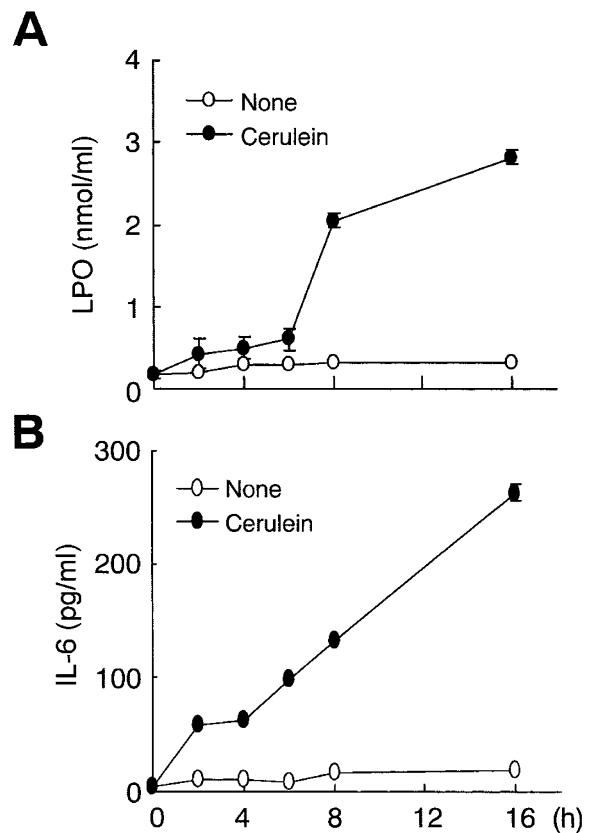 A
4
3
2
1
0
LPO (nmol/ml)
None
Cerulein
B
300
200
100
0
IL-6 (pg/ml)
None
Cerulein
0 4 8 12 16 (h)